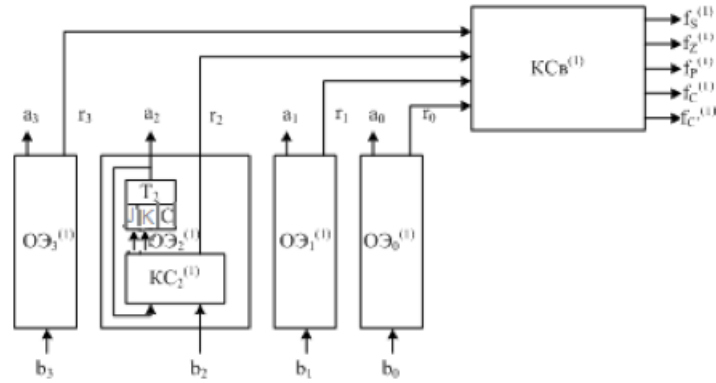 f_S^(1)
f_Z^(1)
КСв^(1)
f_P^(1)
f_C^(1)
f_C'^(1)
a_3 r_3 a_2 r_2 a_1 r_1 a_0 r_0
T_2
J K C
ОЭ_3^(1) ОЭ_2^(1) ОЭ_1^(1) ОЭ_0^(1)
КС_2^(1)
b_3 b_2 b_1 b_0